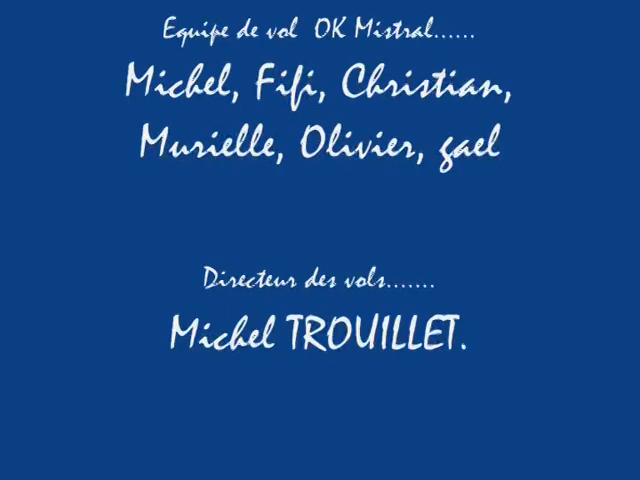 Equipe de vol OK Mistral......
Michel, Fifi, Christian,
Murielle, Olivier, gael
Directeur des vols.......
Michel TROUILLET.